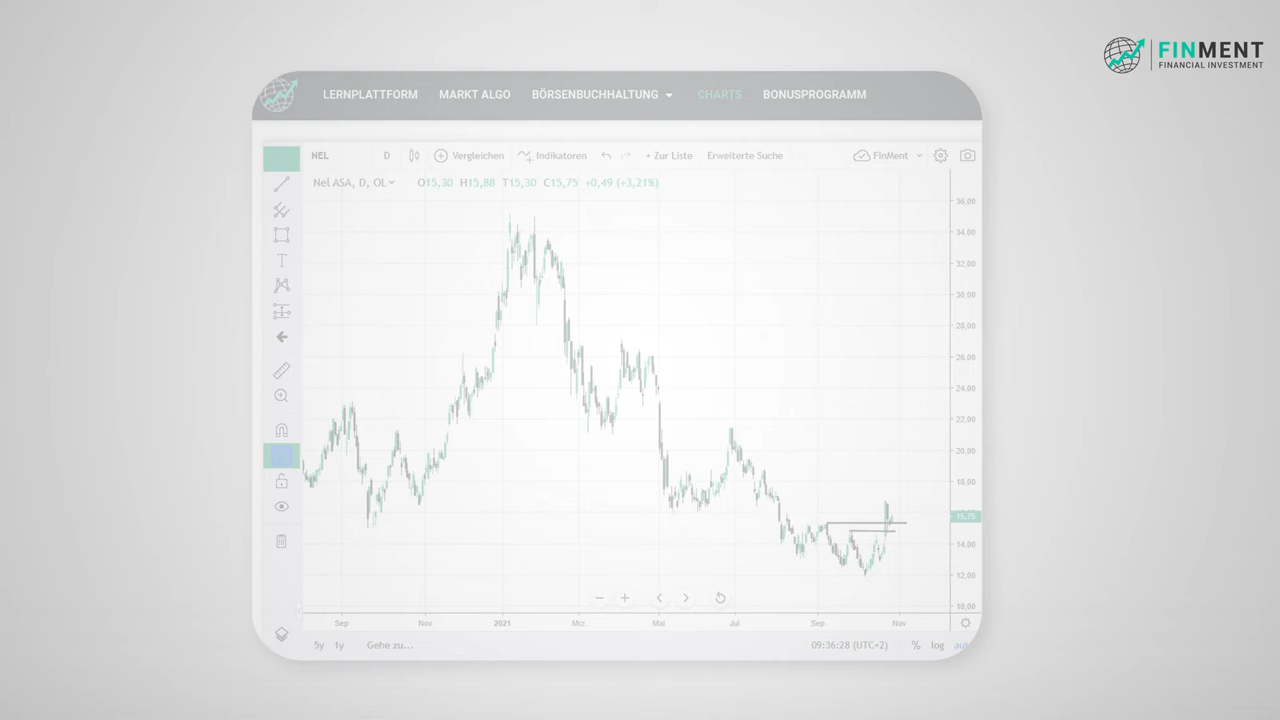 FINMENT
FINANCIAL INVESTMENT
LERNPLATTFORM MARKT ALGO BÖRSENBUCHHALTUNG CHARTS BONUSPROGRAMM
NEL D Vergleichen Indikatoren + Zur Liste Erweiterte Suche FinMent
Nel ASA, D, OL O15,30 H15,88 T15,30 C15,75 +0,49 (+3,21%)
36,00
34,00
32,00
30,00
28,00
26,00
24,00
22,00
20,00
18,00
15,75
14,00
12,00
10,00
Sep Nov 2021 Mrz Mai Jul Sep Nov
5y 1y Gehe zu... 09:36:28 (UTC+2) % log aut